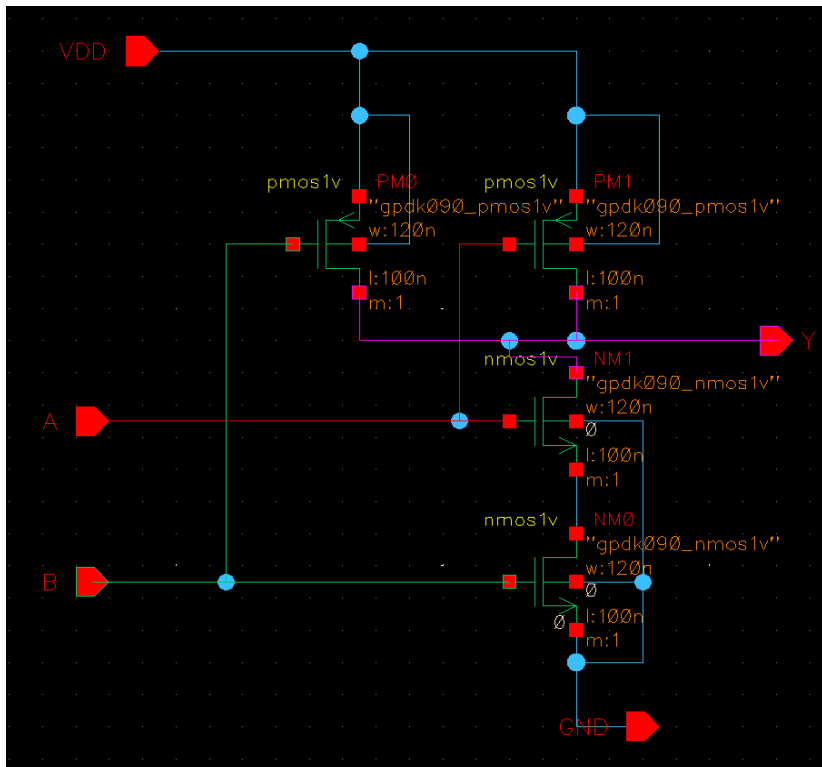 VDD
pmos1v PM0
"gpdk090_pmos1v"
w:120n
l:100n
m:1
pmos1v PM1
"gpdk090_pmos1v"
w:120n
l:100n
m:1
Y
nmos1v NM1
"gpdk090_nmos1v"
w:120n
0
l:100n
m:1
A
nmos1v NM0
"gpdk090_nmos1v"
w:120n
0
l:100n
0
m:1
B
GND